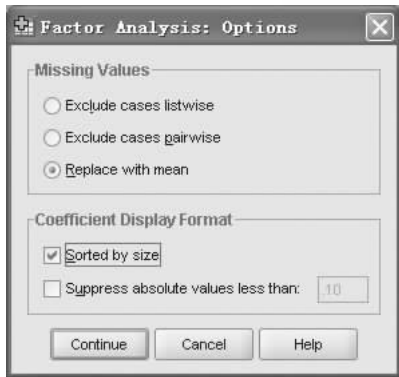 Factor Analysis: Options
Missing Values
Exclude cases listwise
Exclude cases pairwise
Replace with mean
Coefficient Display Format
Sorted by size
Suppress absolute values less than: .10
Continue Cancel Help